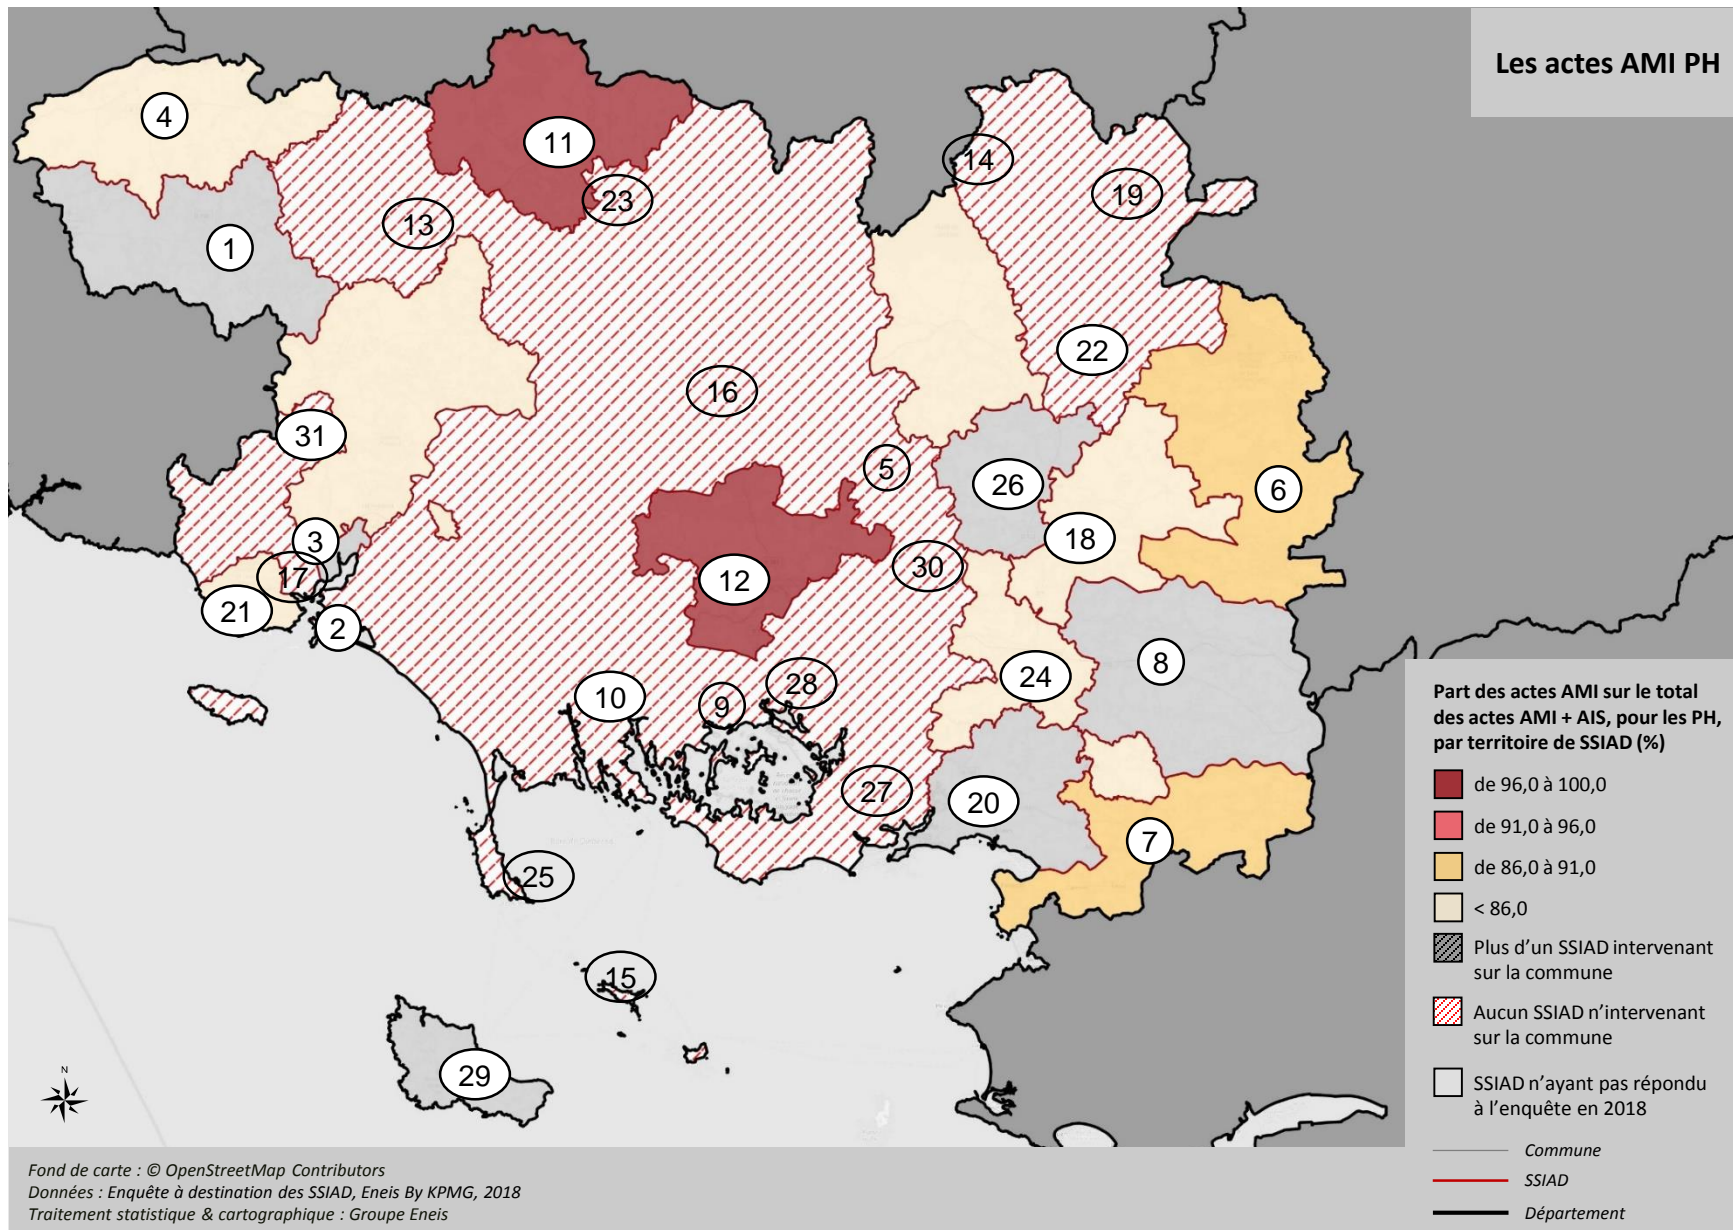 Les actes AMI PH
4
11
14
23
19
13
1
22
16
31
5
26
6
3
18
17
30
12
21
2
8
24
28
10
9
27
20
7
25
15
29
N
Part des actes AMI sur le total
des actes AMI + AIS, pour les PH,
par territoire de SSIAD (%)
de 96,0 à 100,0
de 91,0 à 96,0
de 86,0 à 91,0
< 86,0
Plus d'un SSIAD intervenant
sur la commune
Aucun SSIAD n'intervenant
sur la commune
SSIAD n'ayant pas répondu
à l'enquête en 2018
Commune
SSIAD
Département
Fond de carte : © OpenStreetMap Contributors
Données : Enquête à destination des SSIAD, Eneis By KPMG, 2018
Traitement statistique & cartographique : Groupe Eneis